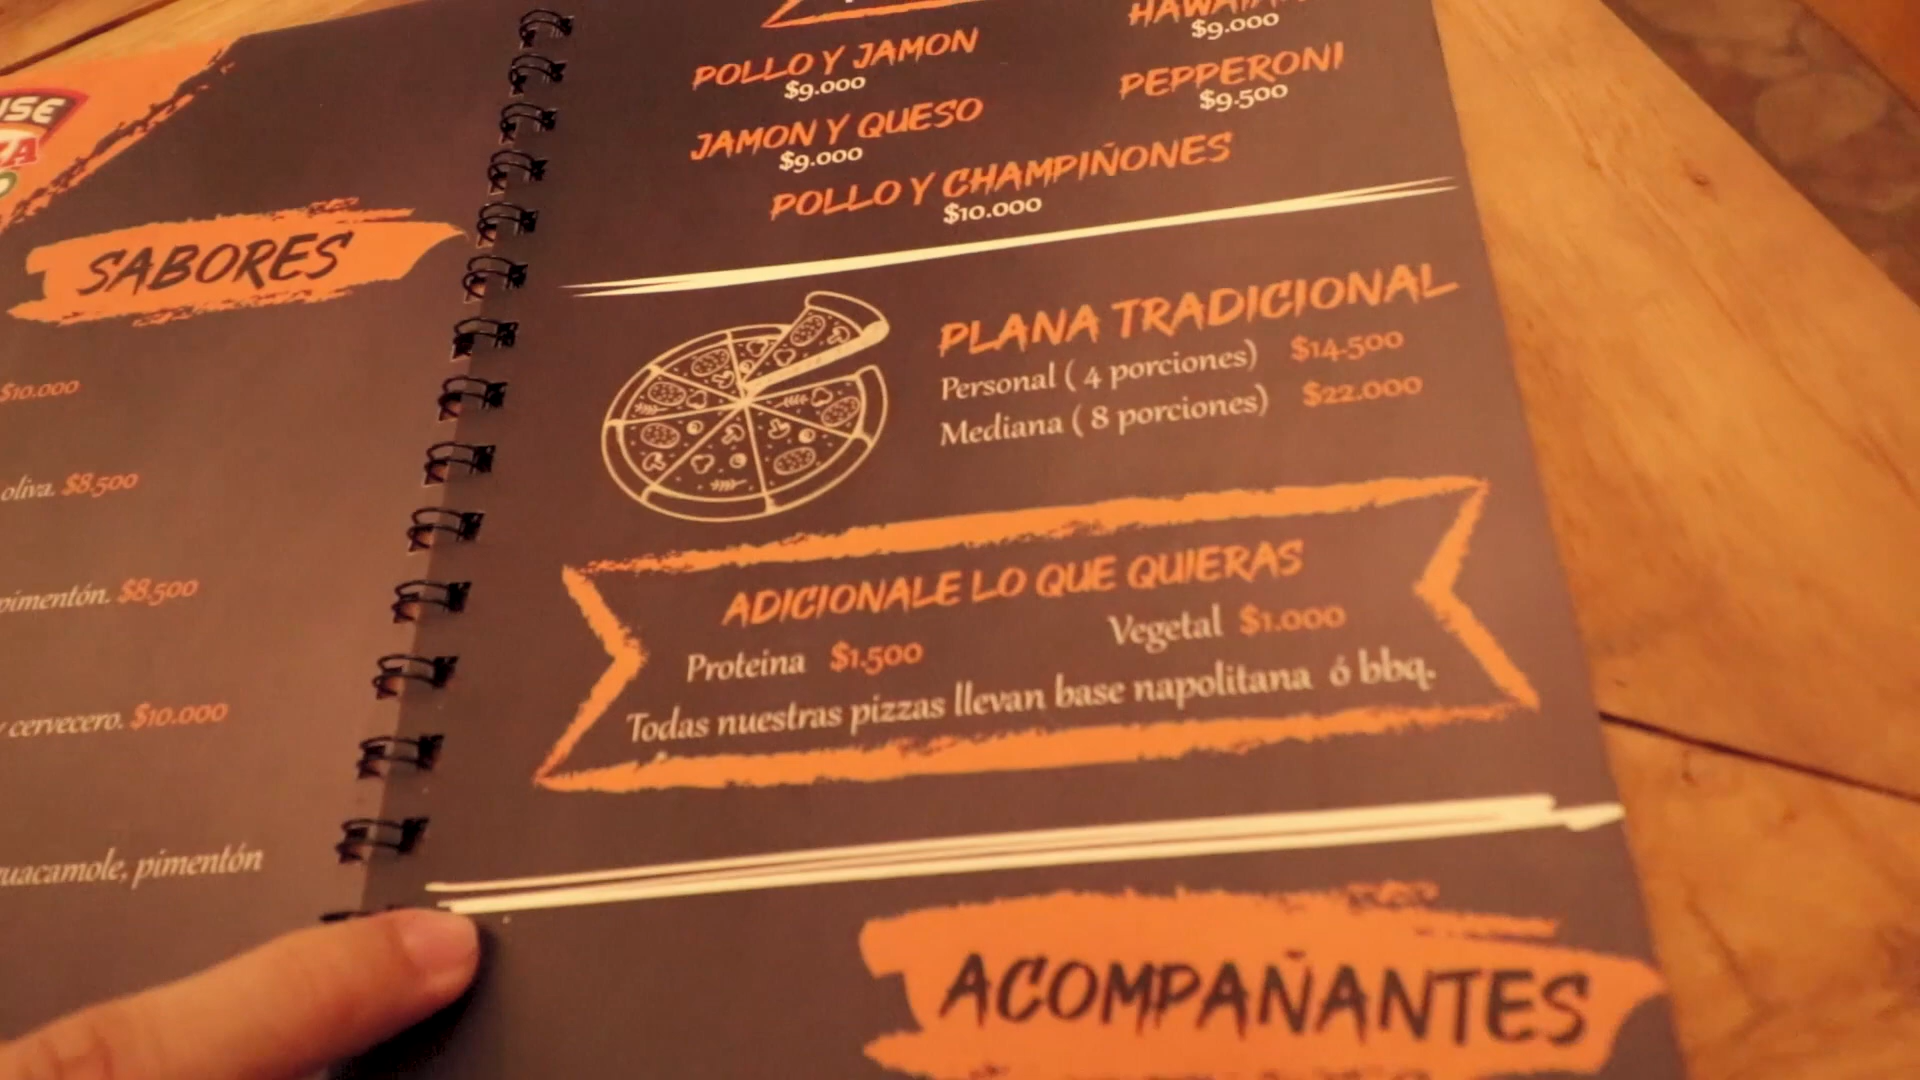 SABORES
$10.000
oliva. $8.500
pimentón. $8.500
y cervecero. $10.000
guacamole, pimentón
POLLO Y JAMON
$9.000
JAMON Y QUESO
$9.000
$9.000
PEPPERONI
$9.500
POLLO Y CHAMPIÑONES
$10.000
PLANA TRADICIONAL
Personal ( 4 porciones) $14.500
Mediana ( 8 porciones) $22.000
ADICIONALE LO QUE QUIERAS
Proteina $1.500 Vegetal $1.000
Todas nuestras pizzas llevan base napolitana ó bbq.
ACOMPAÑANTES